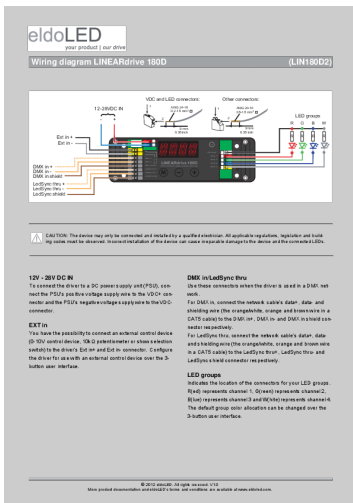 eldoLED
your product | our drive
Wiring diagram LINEARdrive 180D (LIN180D2)
12-28VDC IN
VDC and LED connectors:
Other connectors:
LED groups
R G B W
Ext in +
Ext in -
DMX in +
DMX in -
DMX in shield
LedSync thru +
LedSync thru -
LedSync shield
LINEARdrive 180D
CAUTION: The device may only be connected and installed by a qualified electrician. All applicable regulations, legislation and build-
ing codes must be observed. Incorrect installation of the device can cause irreparable damage to the device and the connected LEDs.
12V - 28V DC IN
To connect the driver to a DC power supply unit (PSU), con-
nect the PSU's positive voltage supply wire to the VDC+ con-
nector and the PSU's negative voltage supply wire to the VDC-
connector.
EXT in
You have the possibility to connect an external control device
(0-10V control device, 10kΩ potentiometer or show selection
switch) to the driver's Ext in+ and Ext in- connector. Configure
the driver for use with an external control device over the 3-
button user interface.
DMX in/LedSync thru
Use these connectors when the driver is used in a DMX net-
work.
For DMX in, connect the network cable's data+, data- and
shielding wire (the orange/white, orange and brown wire in a
CAT5 cable) to the DMX in+, DMX in- and DMX in shield con-
nector respectively.
For LedSync thru, connect the network cable's data+, data-
and shielding wire (the orange/white, orange and brown wire
in a CAT5 cable) to the LedSync thru+, LedSync thru- and
LedSync shield connector respectively.
LED groups
Indicates the location of the connectors for your LED groups.
R(ed) represents channel 1, G(reen) represents channel 2,
B(lue) represents channel 3 and W(hite) represents channel 4.
The default group color allocation can be changed over the
3-button user interface.
© 2012 eldoLED. All rights reserved. V1.0
More product documentation and eldoLED's terms and conditions are available at www.eldoled.com.